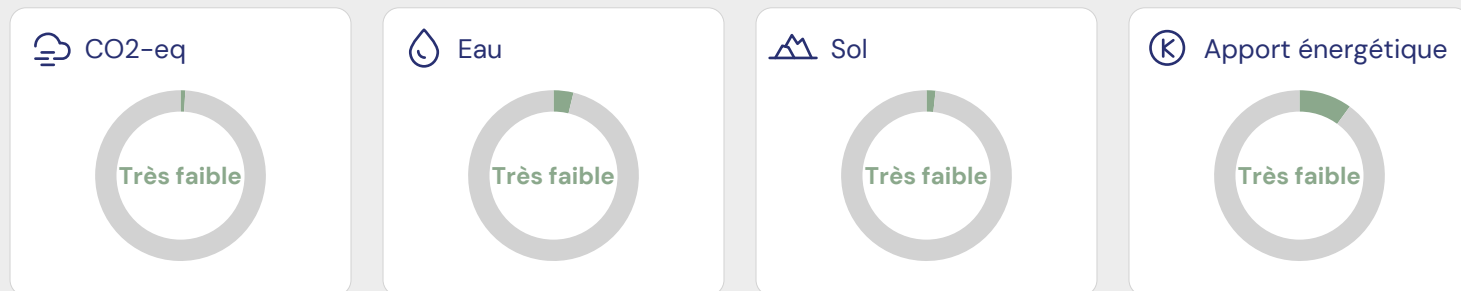 CO2-eq
Très faible
Eau
Très faible
Sol
Très faible
Apport énergétique
Très faible